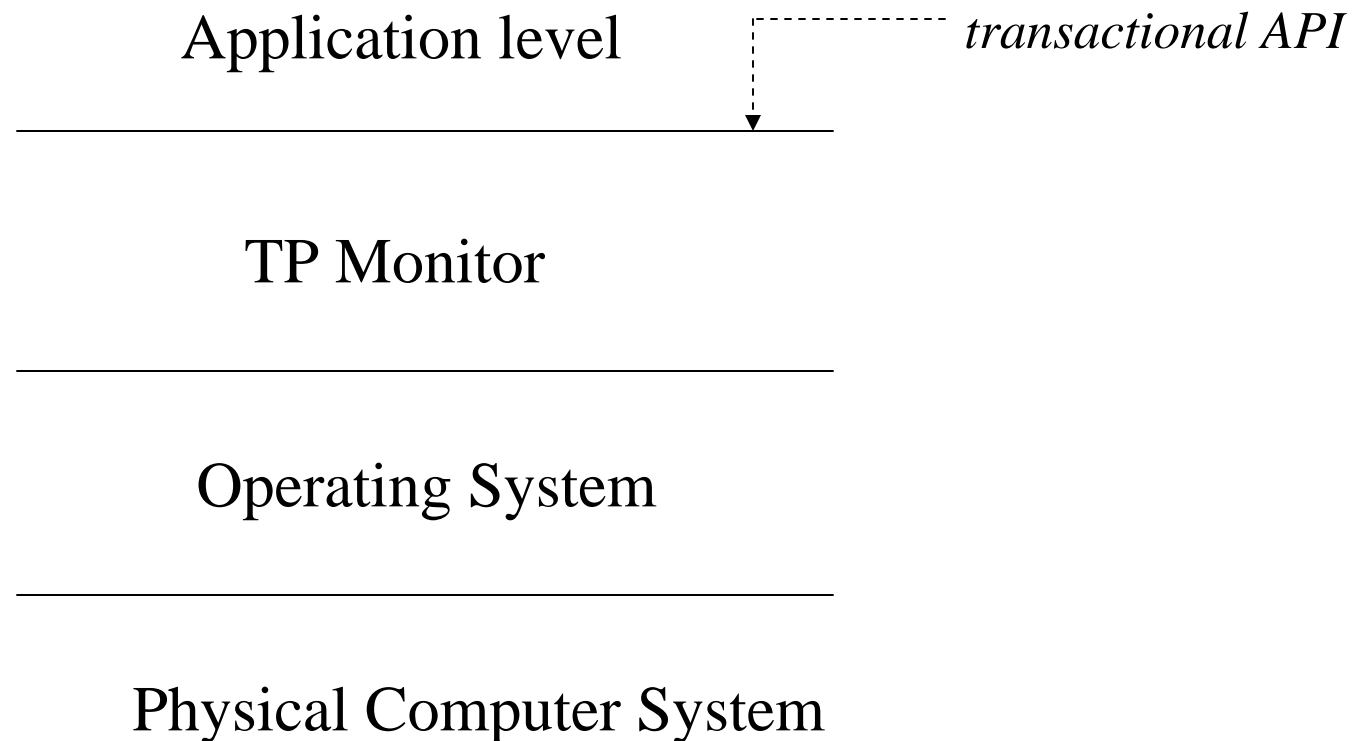 Application level
transactional API
TP Monitor
Operating System
Physical Computer System